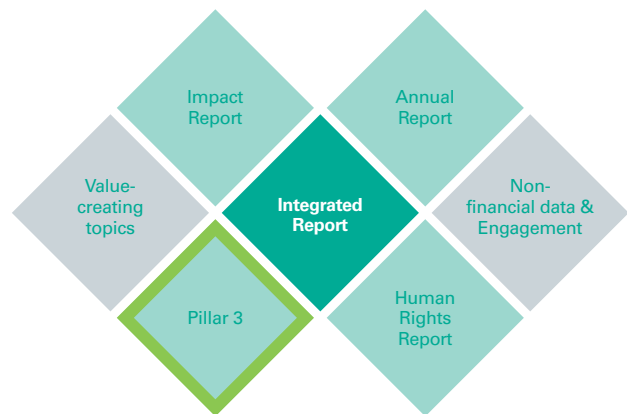 Impact
Report
Annual
Report
Value-
creating
topics
Integrated
Report
Non-
financial data &
Engagement
Pillar 3
Human
Rights
Report